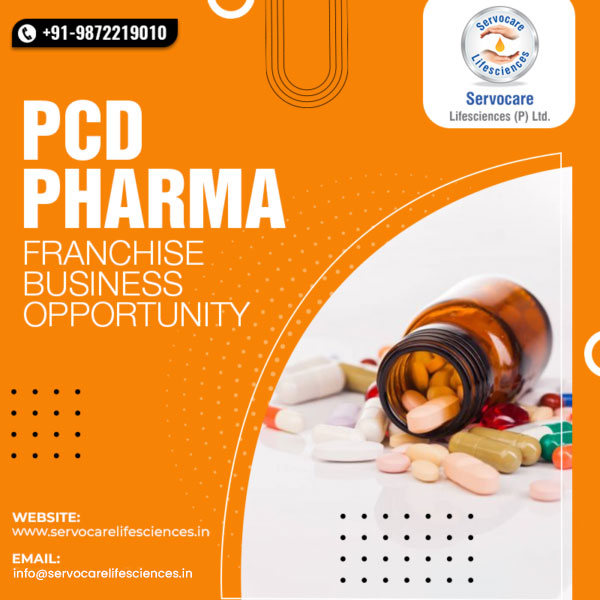 +91-9872219010
Servocare
Lifesciences
Servocare
Lifesciences (P) Ltd.
PCD
PHARMA
FRANCHISE
BUSINESS
OPPORTUNITY
WEBSITE:
www.servocarelifesciences.in
EMAIL:
info@servocarelifesciences.in